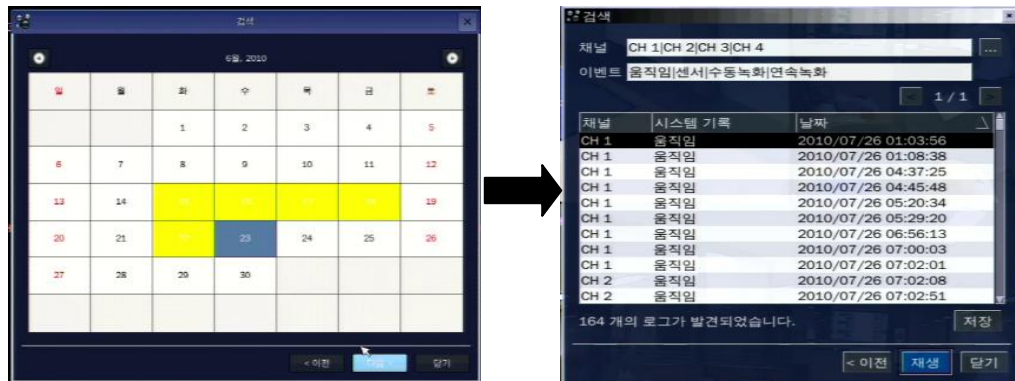 검색
6월, 2010
일 월 화 수 목 금 토
1 2 3 4 5
6 7 8 9 10 11 12
13 14 15 16 17 18 19
20 21 22 23 24 25 26
27 28 29 30
< 이전 다음 > 닫기
검색
채널 CH 1|CH 2|CH 3|CH 4 ...
이벤트 움직임|센서|수동녹화|연속녹화
< 1/1 >
채널 시스템 기록 날짜
CH 1 움직임 2010/07/26 01:03:56
CH 1 움직임 2010/07/26 01:08:38
CH 1 움직임 2010/07/26 04:37:25
CH 1 움직임 2010/07/26 04:45:48
CH 1 움직임 2010/07/26 05:20:34
CH 1 움직임 2010/07/26 05:29:20
CH 1 움직임 2010/07/26 06:56:13
CH 1 움직임 2010/07/26 07:00:03
CH 1 움직임 2010/07/26 07:02:01
CH 2 움직임 2010/07/26 07:02:08
CH 2 움직임 2010/07/26 07:02:51
164 개의 로그가 발견되었습니다. 저장
< 이전 재생 닫기